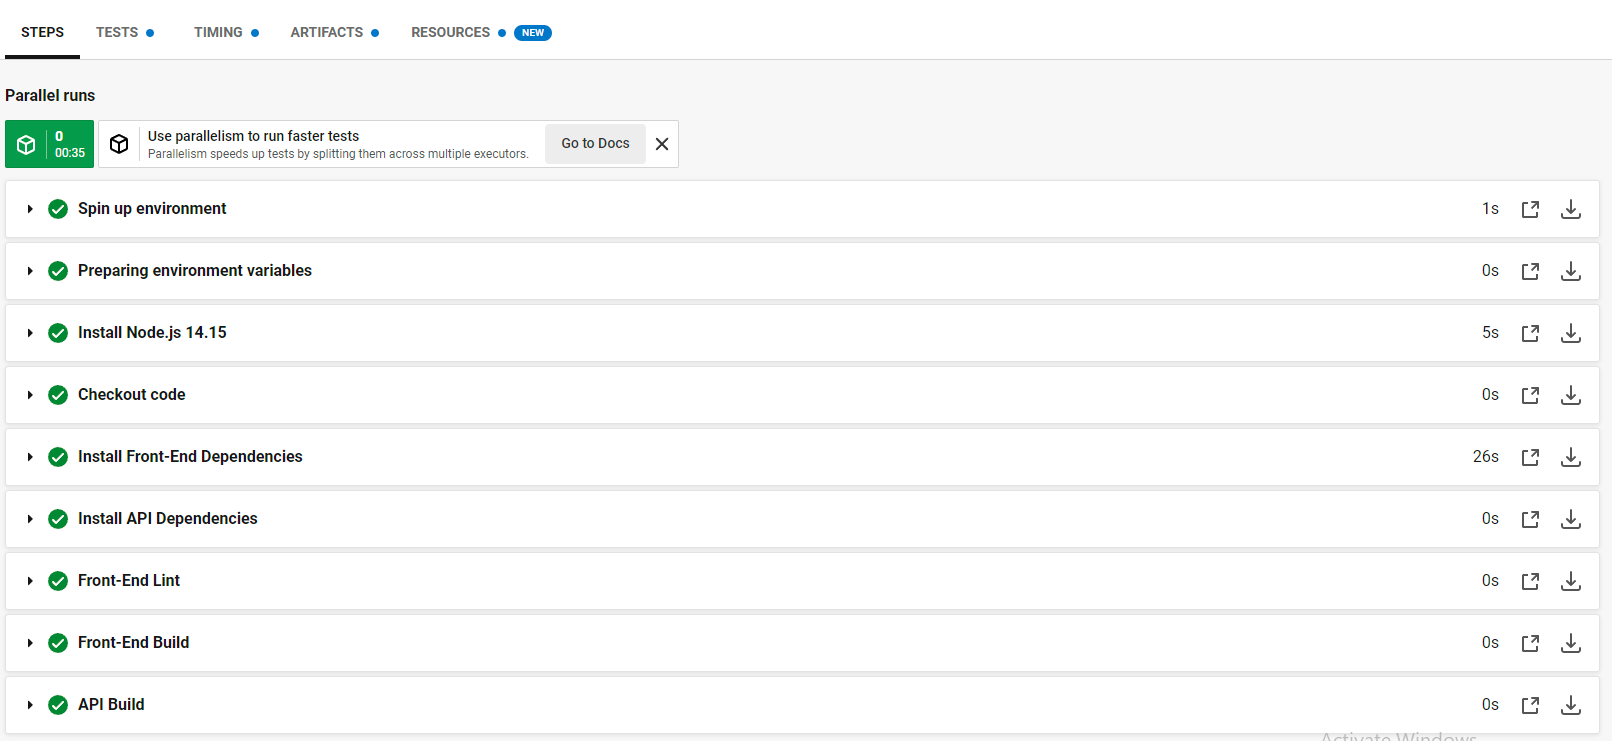 STEPS TESTS TIMING ARTIFACTS RESOURCES NEW
Parallel runs
0
00:35
Use parallelism to run faster tests
Parallelism speeds up tests by splitting them across multiple executors.
Go to Docs
Spin up environment 1s
Preparing environment variables 0s
Install Node.js 14.15 5s
Checkout code 0s
Install Front-End Dependencies 26s
Install API Dependencies 0s
Front-End Lint 0s
Front-End Build 0s
API Build 0s
Activate Windows